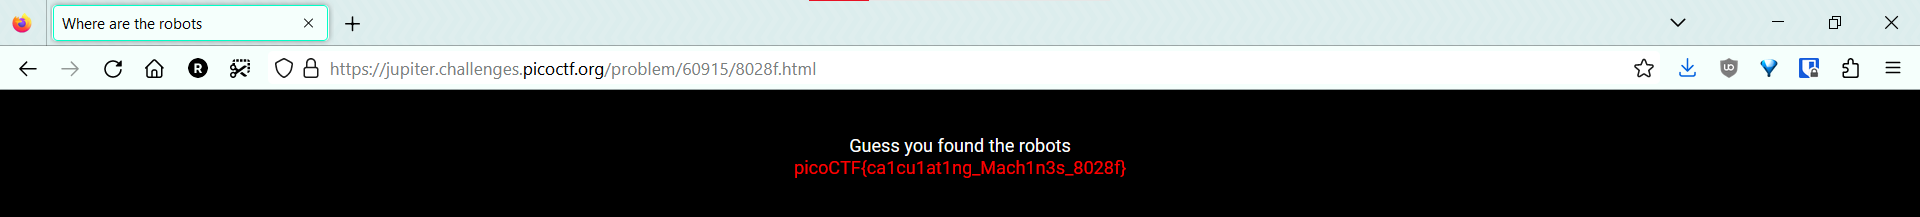 Where are the robots
https://jupiter.challenges.picoctf.org/problem/60915/8028f.html
Guess you found the robots
picoCTF{ca1cu1at1ng_Mach1n3s_8028f}